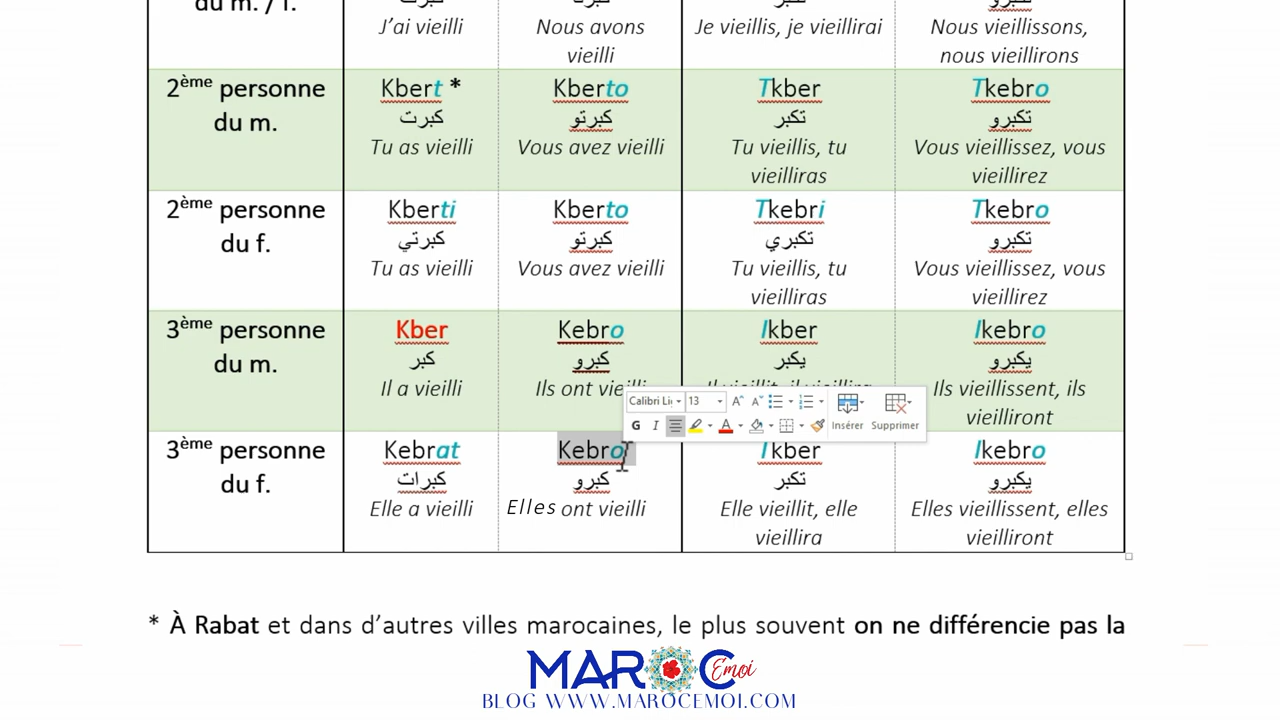 du m. / f.
J'ai vieilli
Nous avons
vieilli
Je vieillis, je vieillirai
Nous vieillissons,
nous vieillirons
2ème personne
du m.
Kbert *
كبرت
Tu as vieilli
Kberto
كبرتو
Vous avez vieilli
Tkber
تكبر
Tu vieillis, tu
vieilliras
Tkebro
تكبرو
Vous vieillissez, vous
vieillirez
2ème personne
du f.
Kberti
كبرتي
Tu as vieilli
Kberto
كبرتو
Vous avez vieilli
Tkebri
تكبري
Tu vieillis, tu
vieilliras
Tkebro
تكبرو
Vous vieillissez, vous
vieillirez
3ème personne
du m.
Kber
كبر
Il a vieilli
Kebro
كبرو
Ils ont vieilli
Ikber
يكبر
Il vieillit, il vieillira
Ikebro
يكبرو
Ils vieillissent, ils
vieilliront
Calibri Li
13
Insérer
Supprimer
G I
3ème personne
du f.
Kebrat
كبرات
Elle a vieilli
Kebro
كبرو
Elles ont vieilli
kber
تكبر
Elle vieillit, elle
vieillira
Ikebro
يكبرو
Elles vieillissent, elles
vieilliront
* À Rabat et dans d'autres villes marocaines, le plus souvent on ne différencie pas la
MAROC Emoi
BLOG WWW.MAROCEMOI.COM